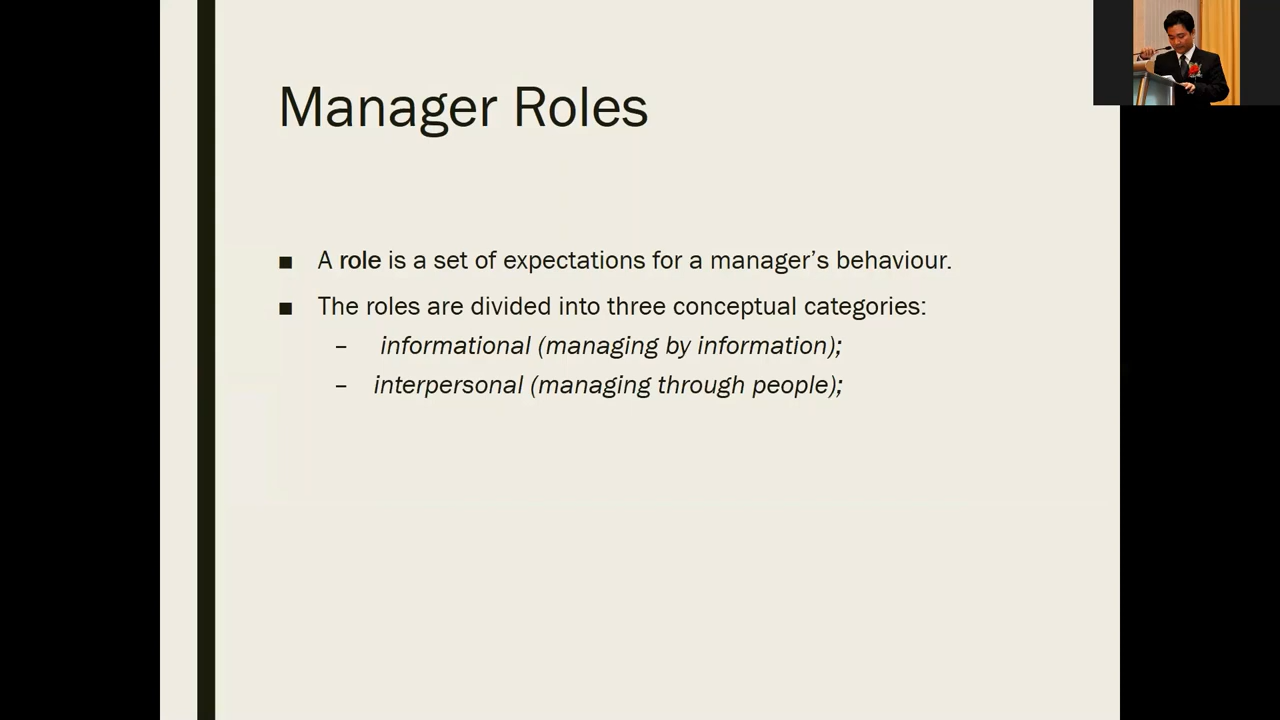 Manager Roles
■ A role is a set of expectations for a manager’s behaviour.
■ The roles are divided into three conceptual categories:
– informational (managing by information);
– interpersonal (managing through people);